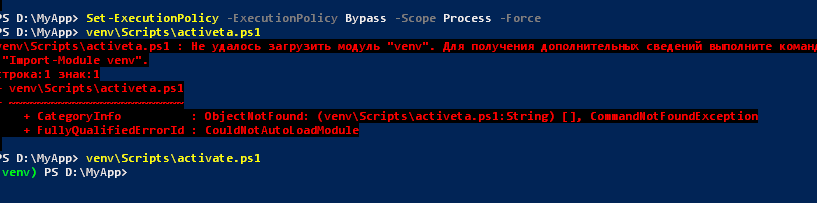 PS D:\MyApp> Set-ExecutionPolicy -ExecutionPolicy Bypass -Scope Process -Force
PS D:\MyApp> venv\Scripts\activeta.ps1
venv\Scripts\activeta.ps1 : Не удалось загрузить модуль "venv". Для получения дополнительных сведений выполните команд
"Import-Module venv".
строка:1 знак:1
+ venv\Scripts\activeta.ps1
+ ~~~~~~~~~~~~~~~~~~~~~~~~~
+ CategoryInfo : ObjectNotFound: (venv\Scripts\activeta.ps1:String) [], CommandNotFoundException
+ FullyQualifiedErrorId : CouldNotAutoLoadModule
PS D:\MyApp> venv\Scripts\activate.ps1
venv) PS D:\MyApp>